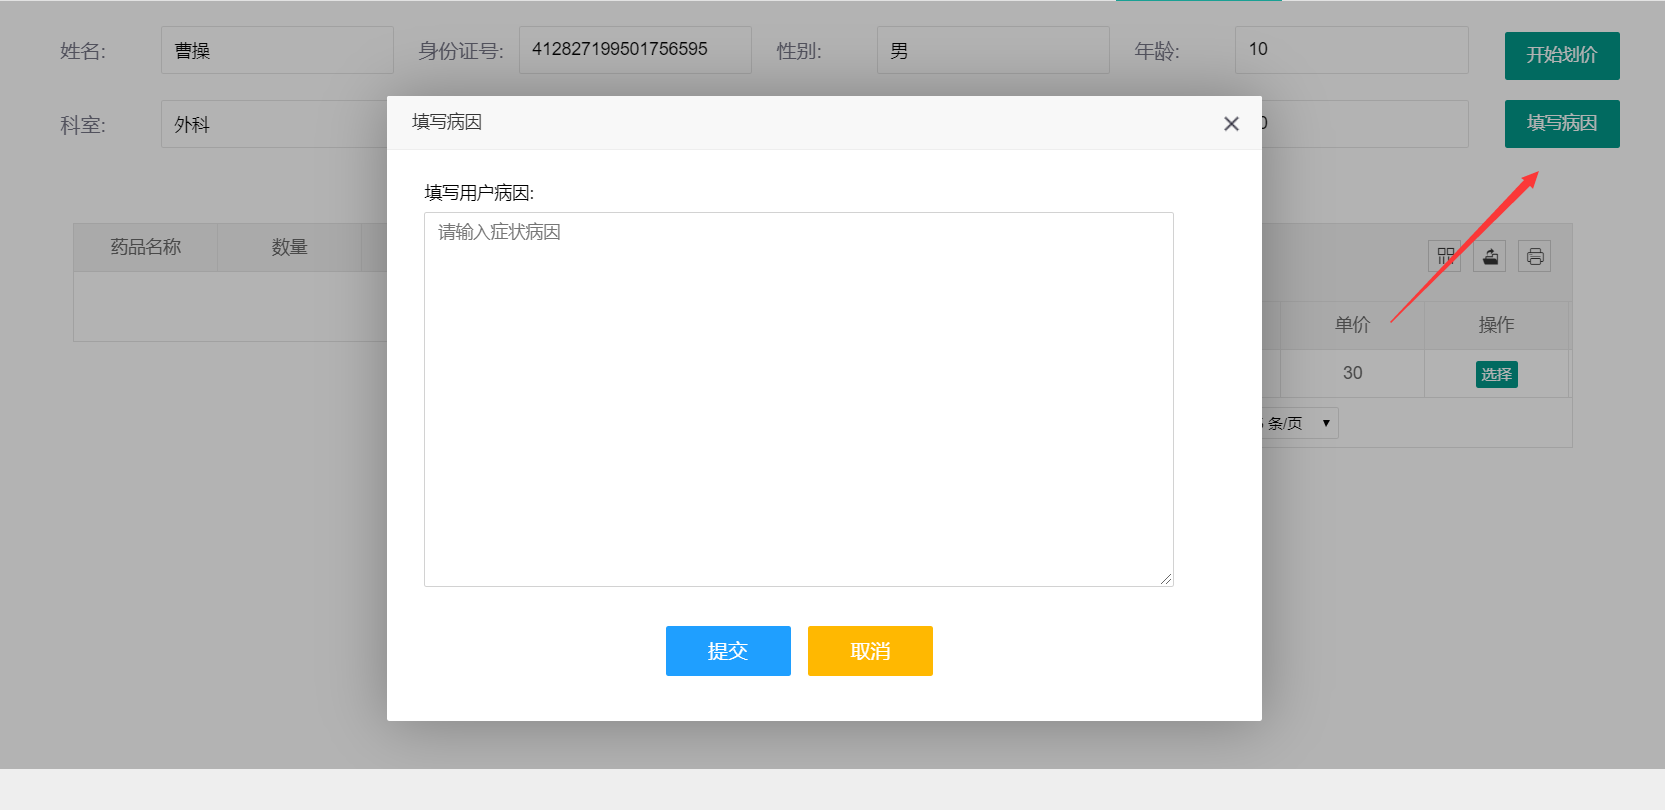 姓名: 曹操 身份证号: 412827199501756595 性别: 男 年龄: 10 开始划价
科室: 外科 填写病因
填写病因
填写用户病因:
请输入症状病因
药品名称 数量
单价 操作
30 选择
条/页
提交 取消